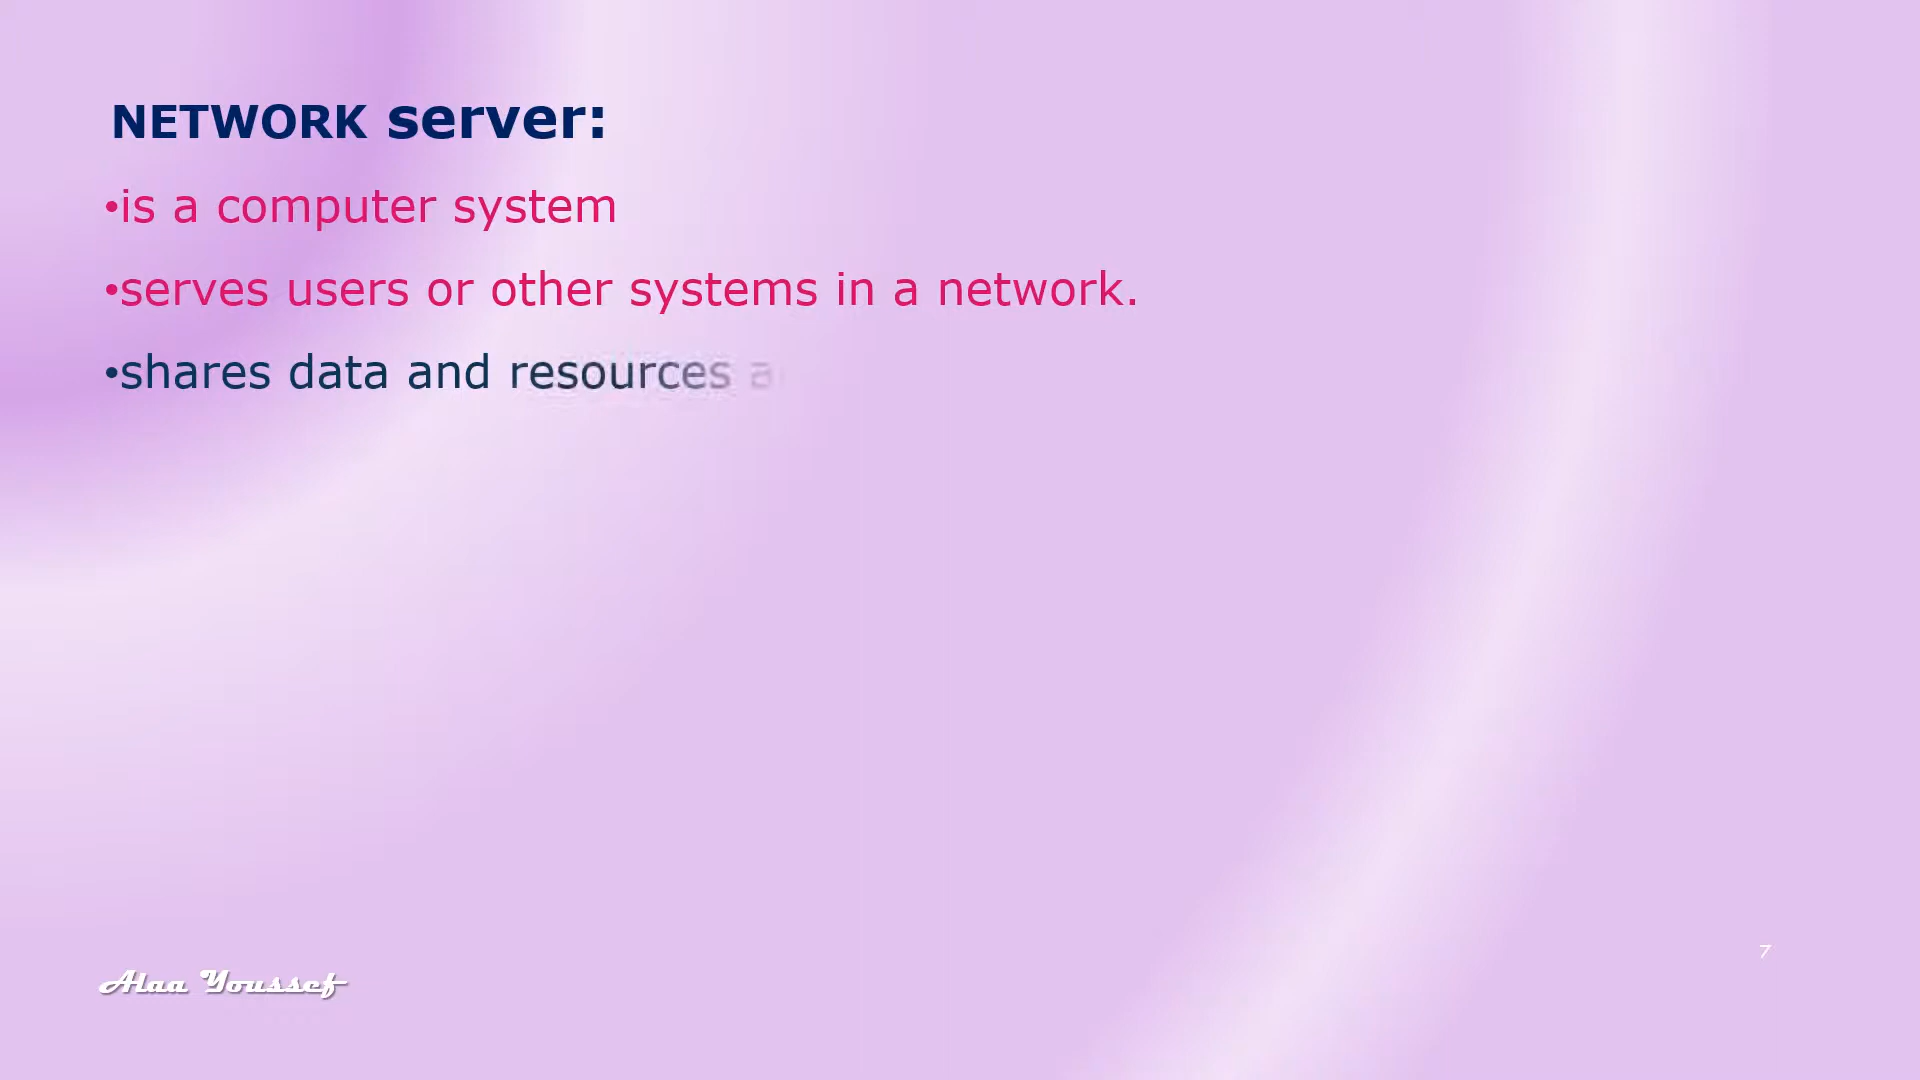 NETWORK server:
•is a computer system
•serves users or other systems in a network.
•shares data and resources
Alaa Youssef
7